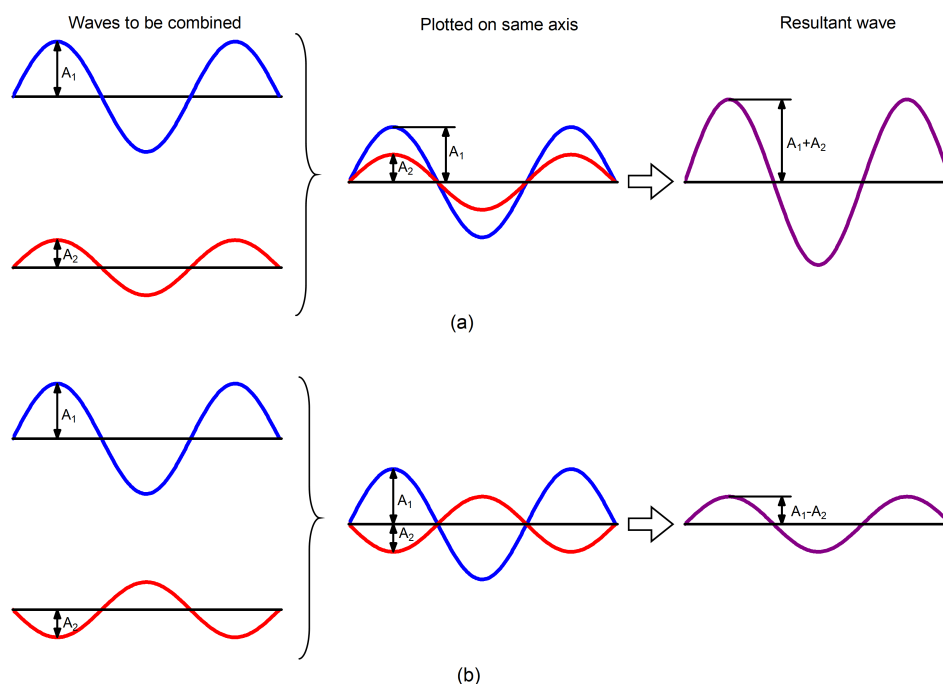 Waves to be combined
Plotted on same axis
Resultant wave
A₁
A₁
A₂
A₁+A₂
A₂
(a)
A₁
A₁
A₂
A₁-A₂
A₂
(b)